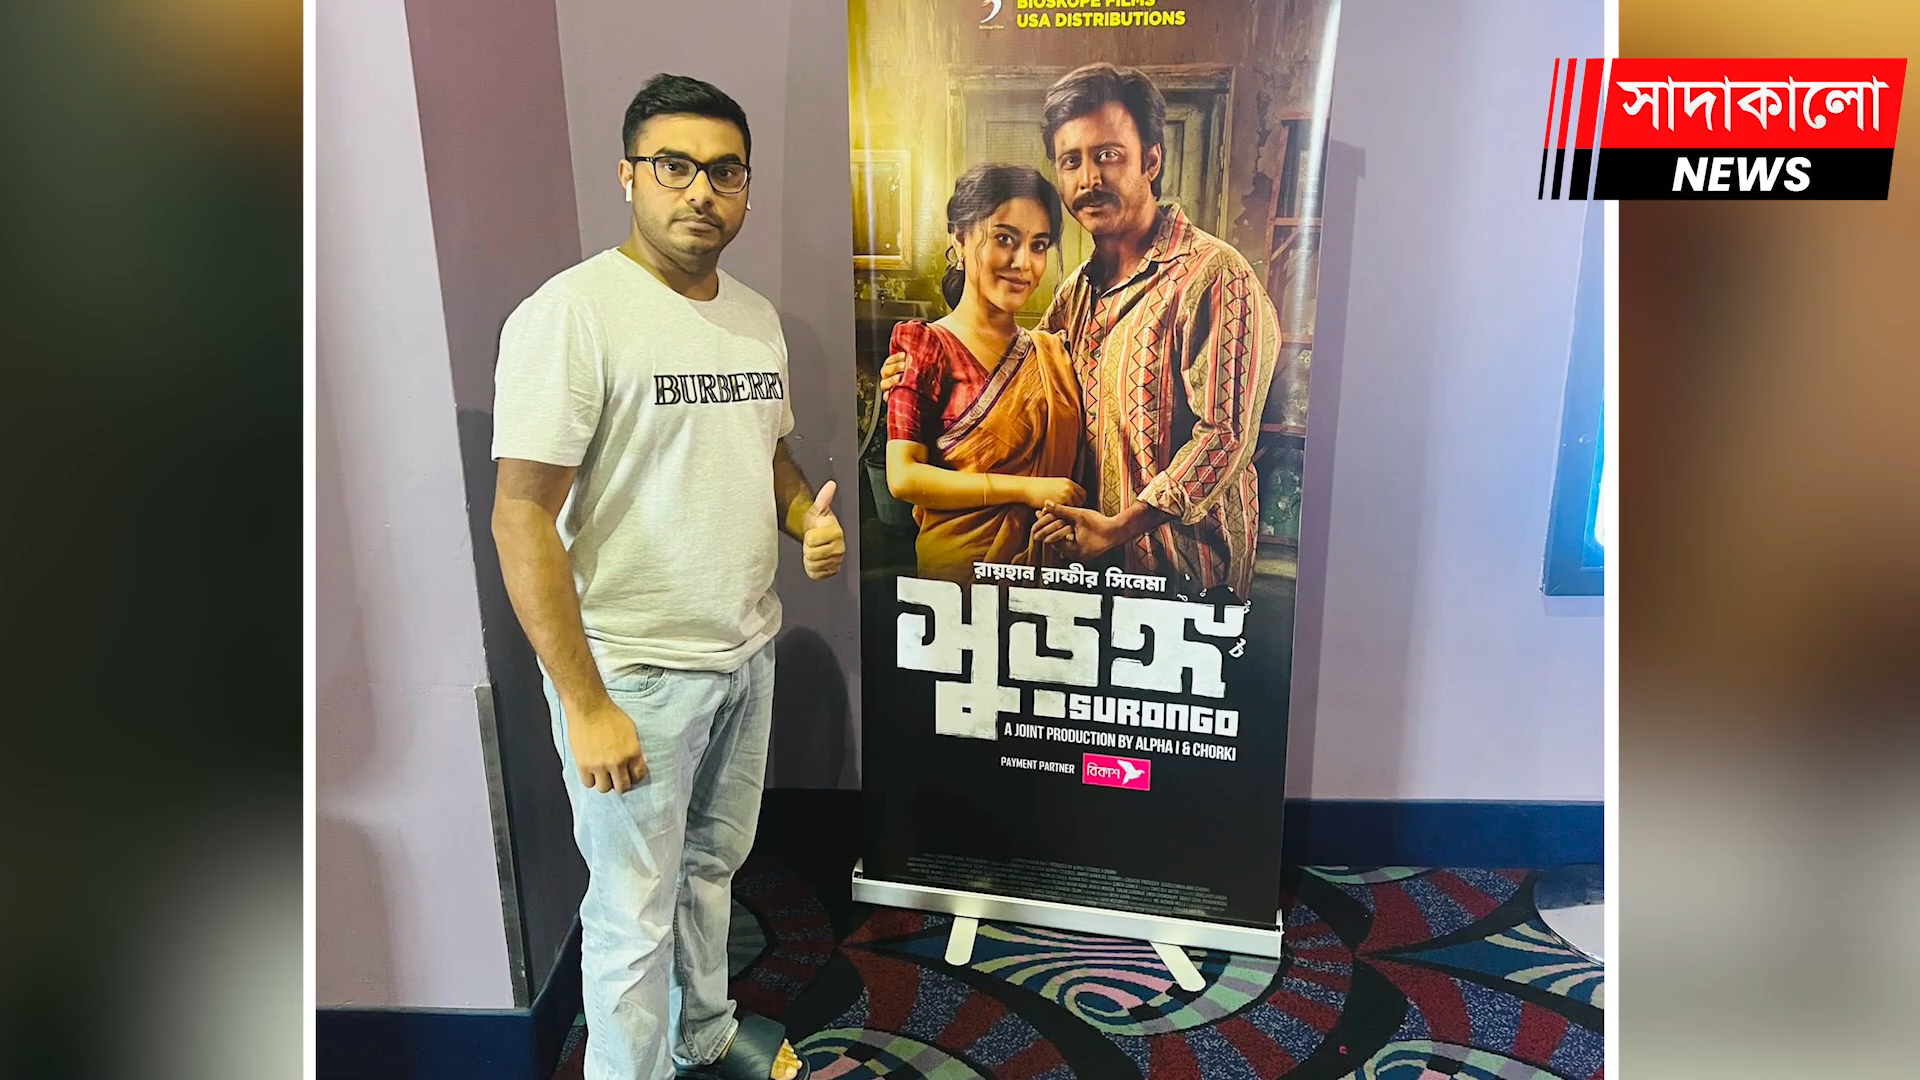 BIOSKOPE FILMS
USA DISTRIBUTIONS
সাদাকালো
NEWS
BURBERRY
রায়হান রাফীর সিনেমা
সুড়ঙ্গ
SURONGO
A JOINT PRODUCTION BY ALPHA I & CHORKI
PAYMENT PARTNER বিকাশ